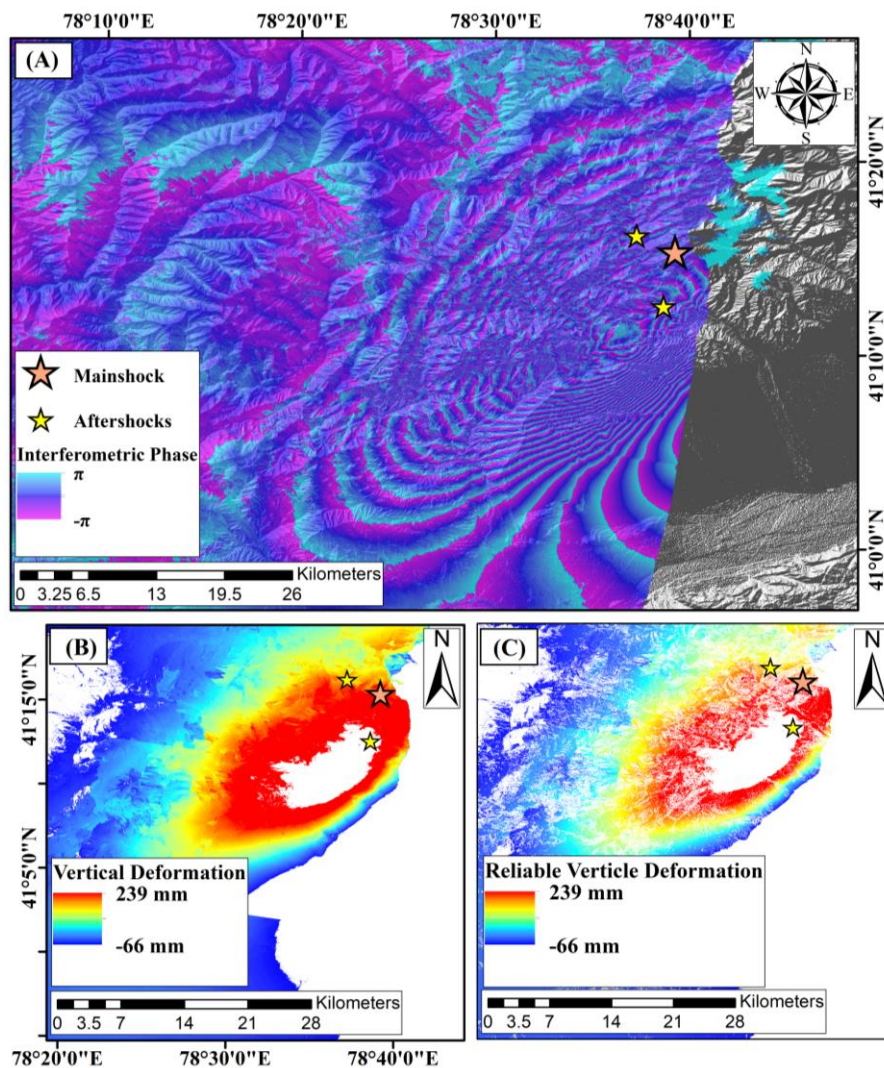 78°10'0"E 78°20'0"E 78°30'0"E 78°40'0"E
(A)
N
W E
S
41°20'0"N
41°10'0"N
41°0'0"N
Mainshock
Aftershocks
Interferometric Phase
π
-π
Kilometers
0 3.25 6.5 13 19.5 26
(B)
N
41°15'0"N
41°5'0"N
Vertical Deformation
239 mm
-66 mm
Kilometers
0 3.5 7 14 21 28
78°20'0"E 78°30'0"E 78°40'0"E
(C)
N
Reliable Verticle Deformation
239 mm
-66 mm
Kilometers
0 3.5 7 14 21 28